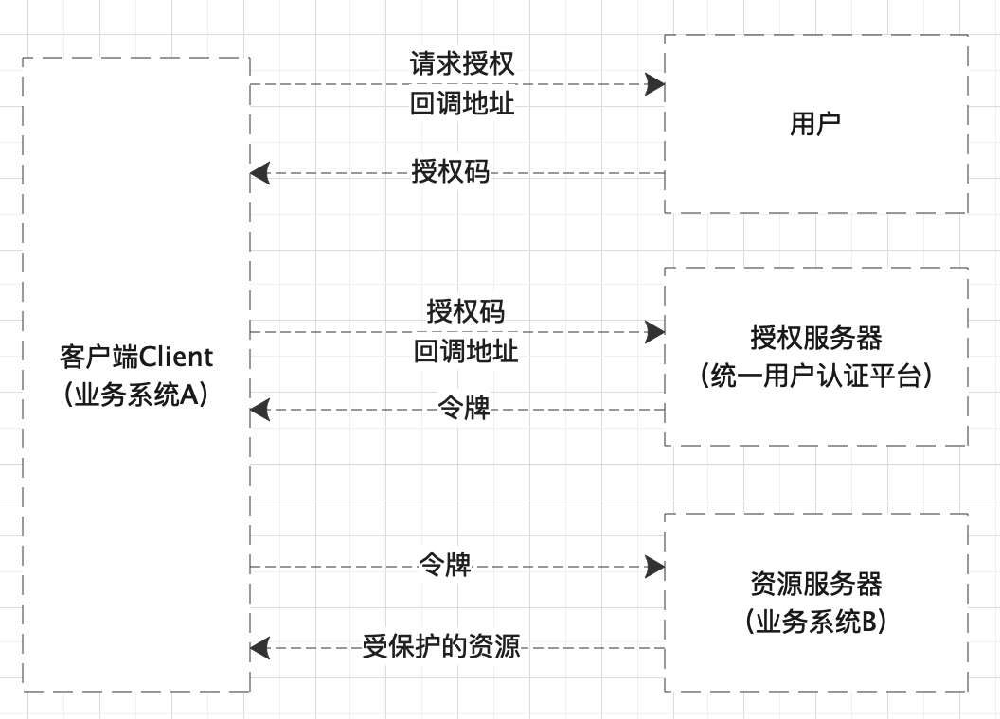 请求授权
回调地址
用户
授权码
授权码
回调地址
授权服务器
（统一用户认证平台）
客户端Client
（业务系统A）
令牌
令牌
资源服务器
（业务系统B）
受保护的资源